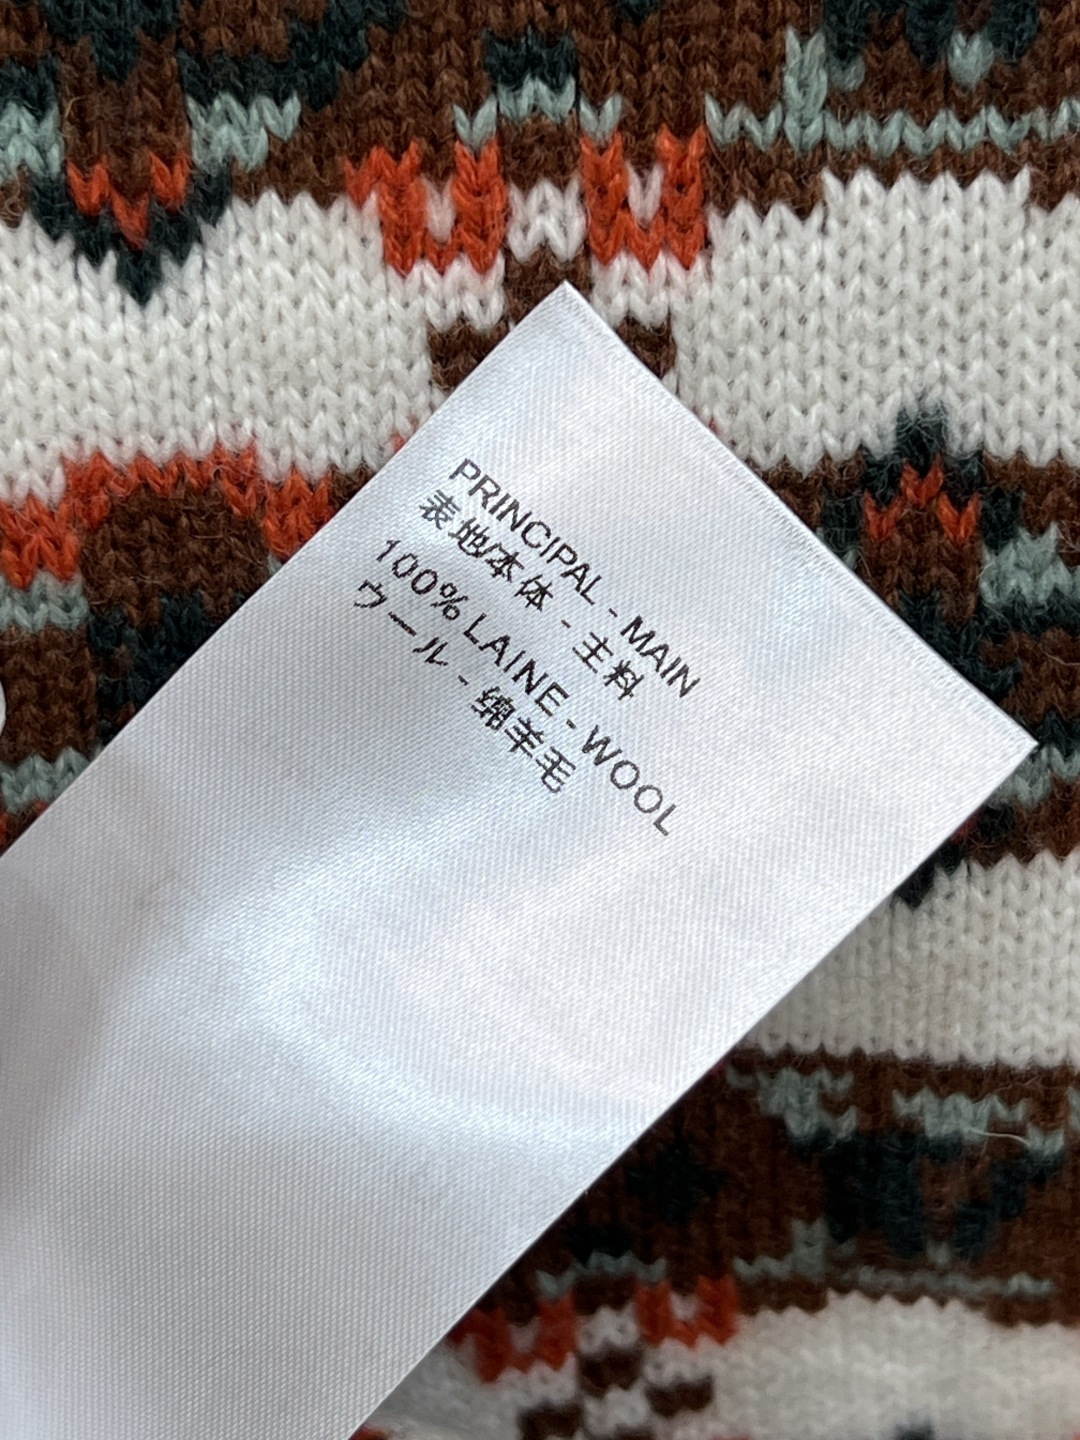 PRINCIPAL - MAIN
表地/本体 - 主料
100% LAINE - WOOL
ウール - 绵羊毛